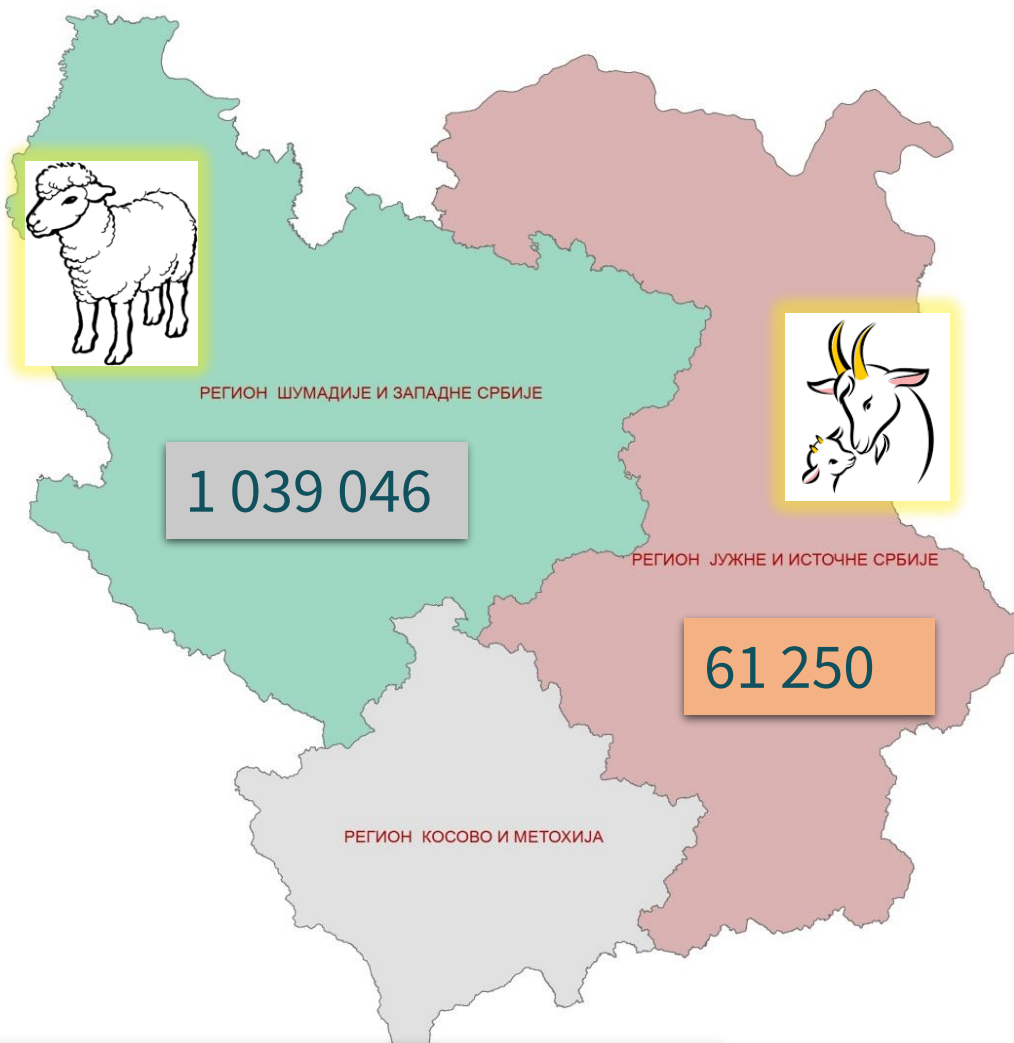 РЕГИОН ШУМАДИЈЕ И ЗАПАДНЕ СРБИЈЕ
1 039 046
РЕГИОН ЈУЖНЕ И ИСТОЧНЕ СРБИЈЕ
61 250
РЕГИОН КОСОВО И МЕТОХИЈА